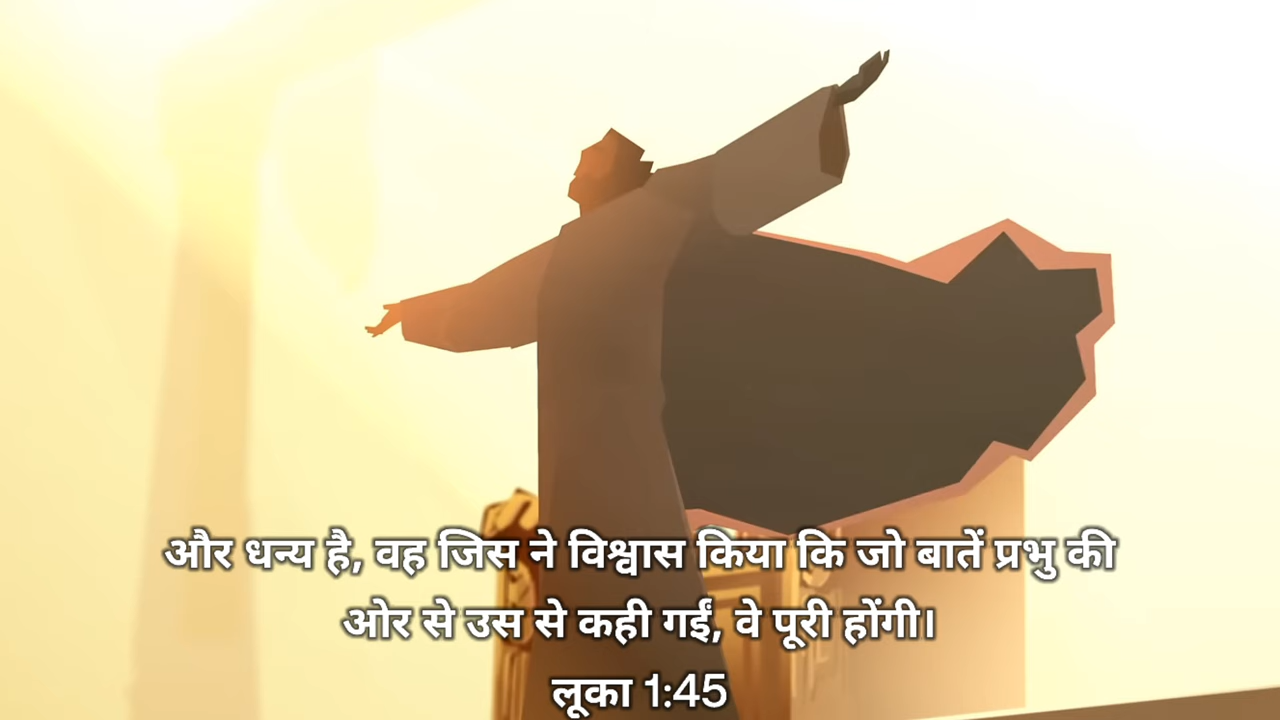 और धन्य है, वह जिस ने विश्वास किया कि जो बातें प्रभु की
ओर से उस से कही गईं, वे पूरी होंगी।
लूका 1:45